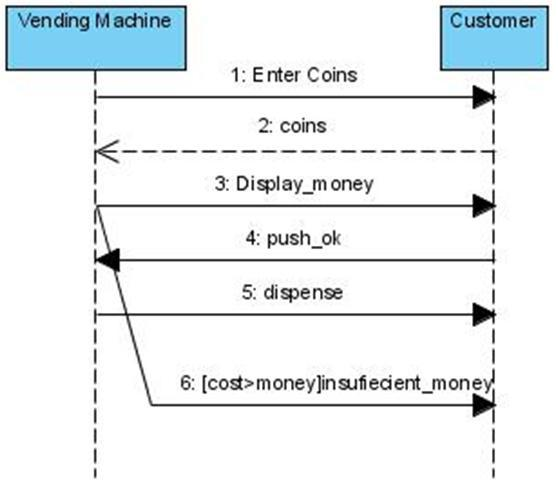 Vending Machine
Customer
1: Enter Coins
2: coins
3: Display_money
4: push_ok
5: dispense
6: [cost>money]insufiecient_money